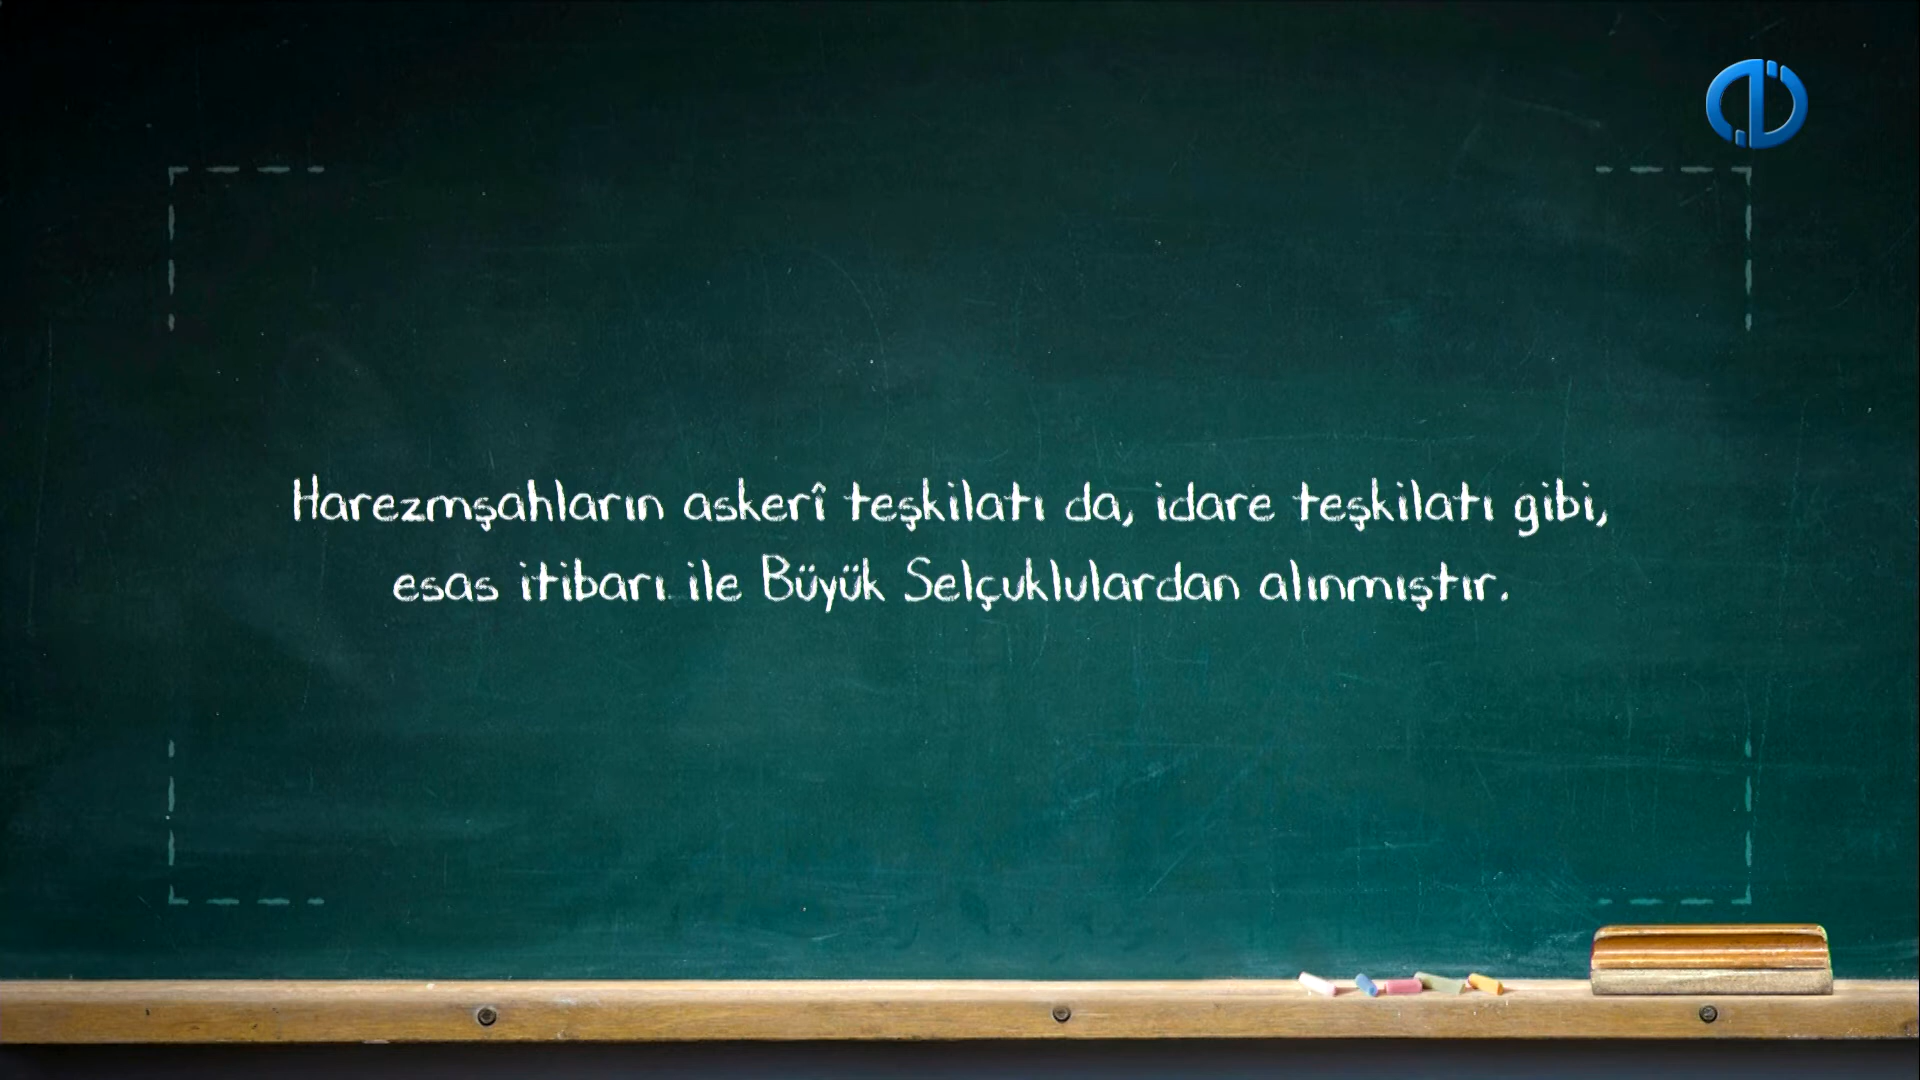 Harezmşahların askerî teşkilatı da, idare teşkilatı gibi,
esas itibarı ile Büyük Selçuklulardan alınmıştır.